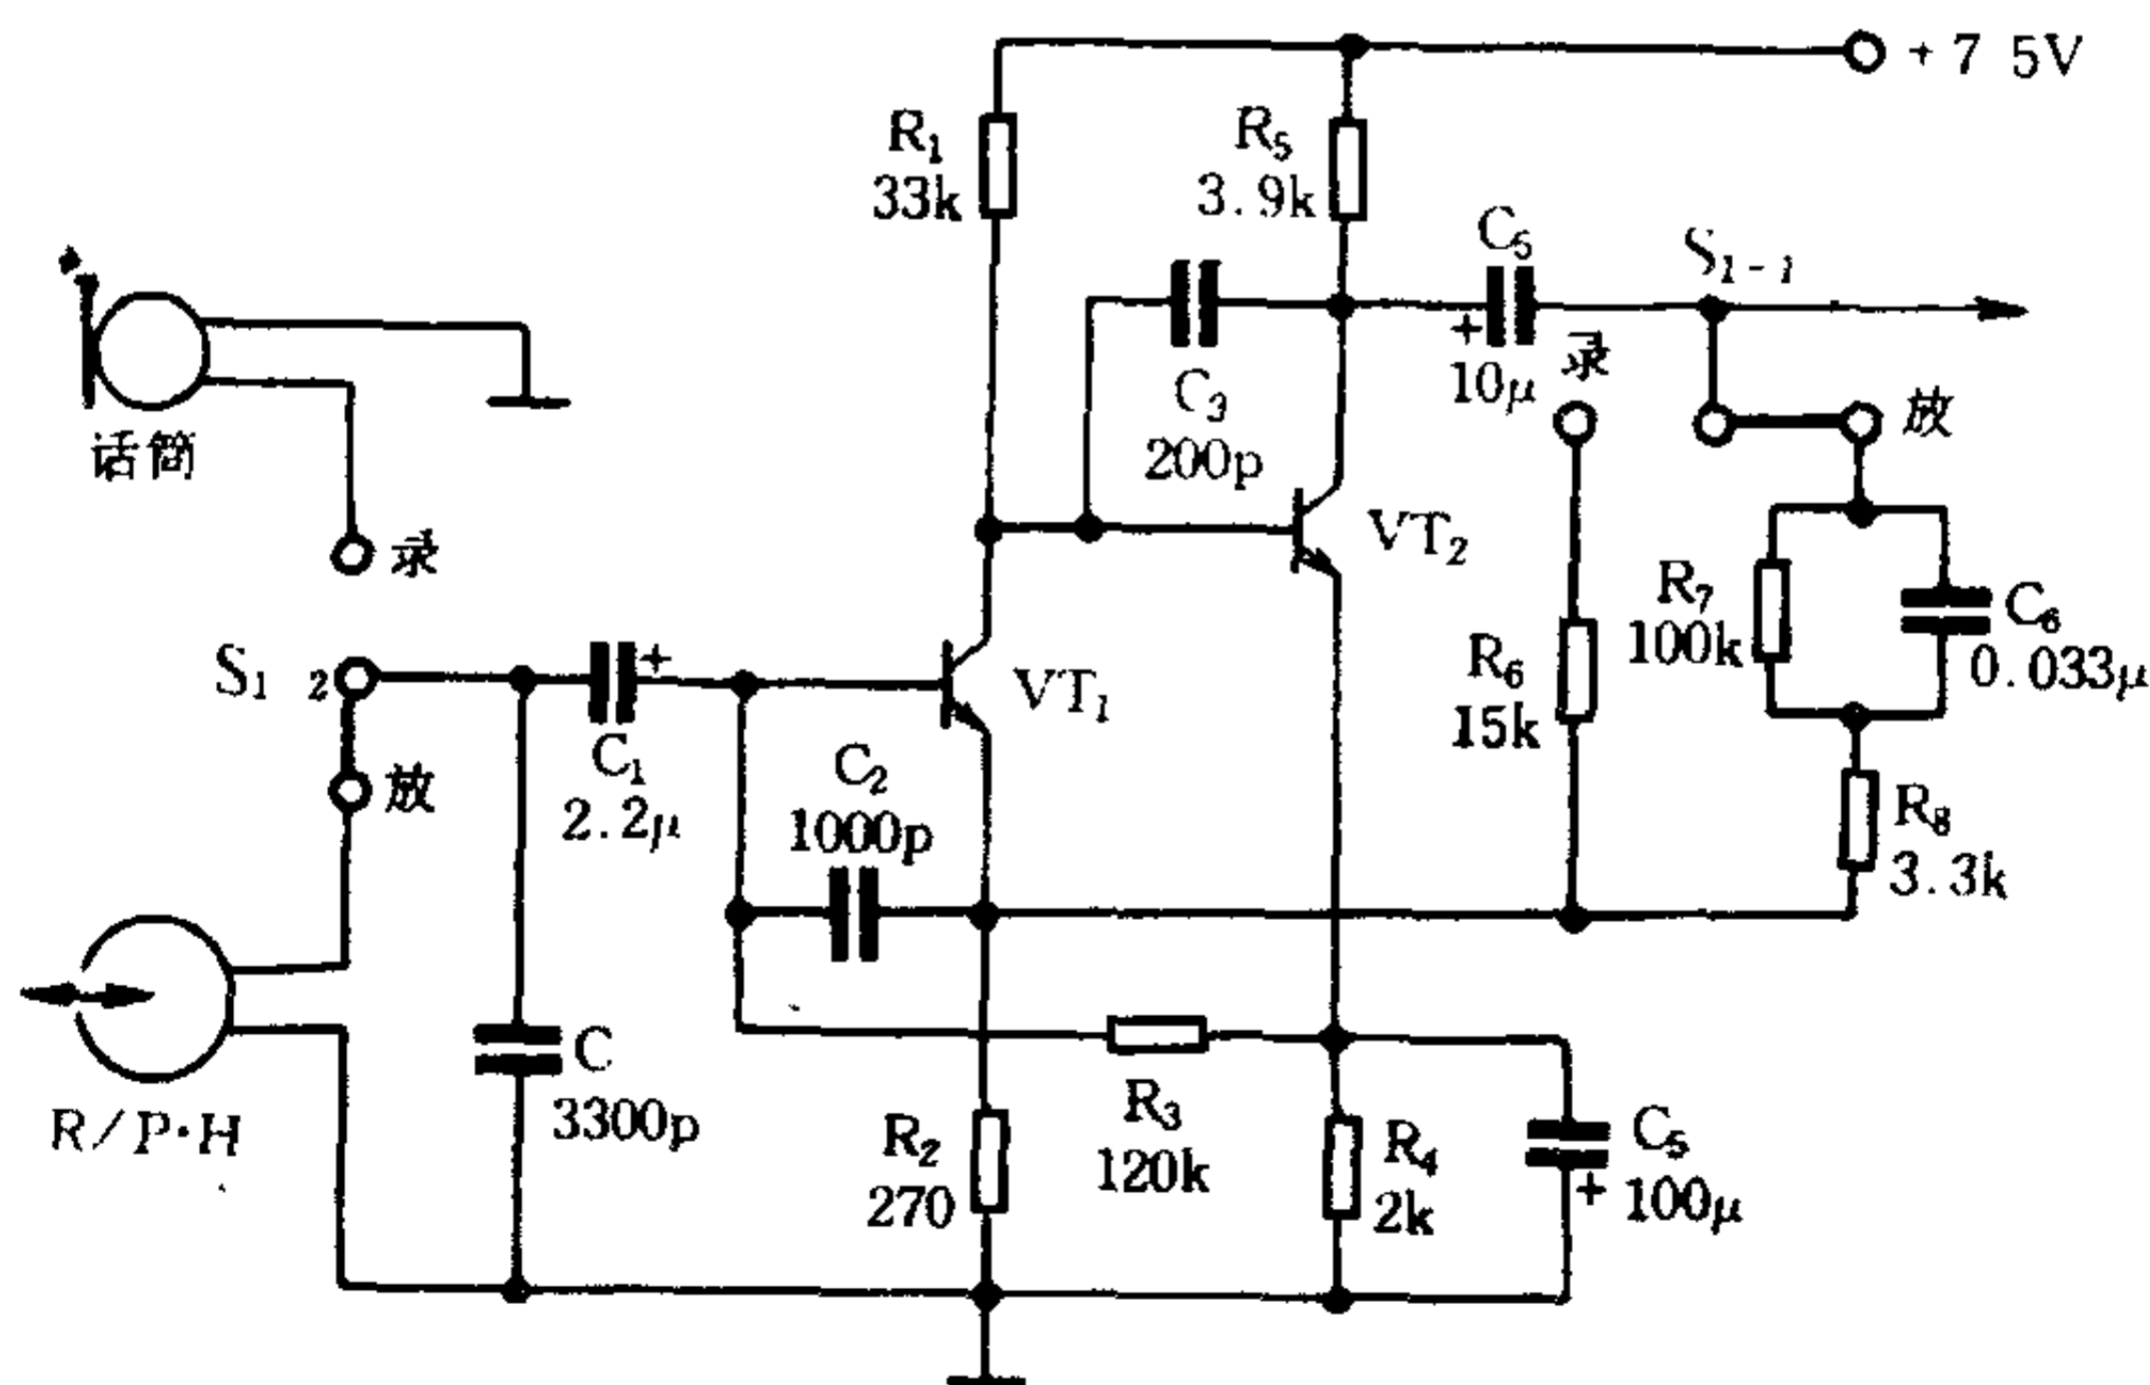 + 7 5V
R1
33k
R5
3.9k
C5
+
10μ
S1-1
录
放
C3
200p
VT2
话筒
录
S1 2
放
C1
+
2.2μ
VT1
C2
1000p
R6
15k
R7
100k
C6
0.033μ
R8
3.3k
R/P·H
C
3300p
R2
270
R3
120k
R4
2k
C5
+ 100μ